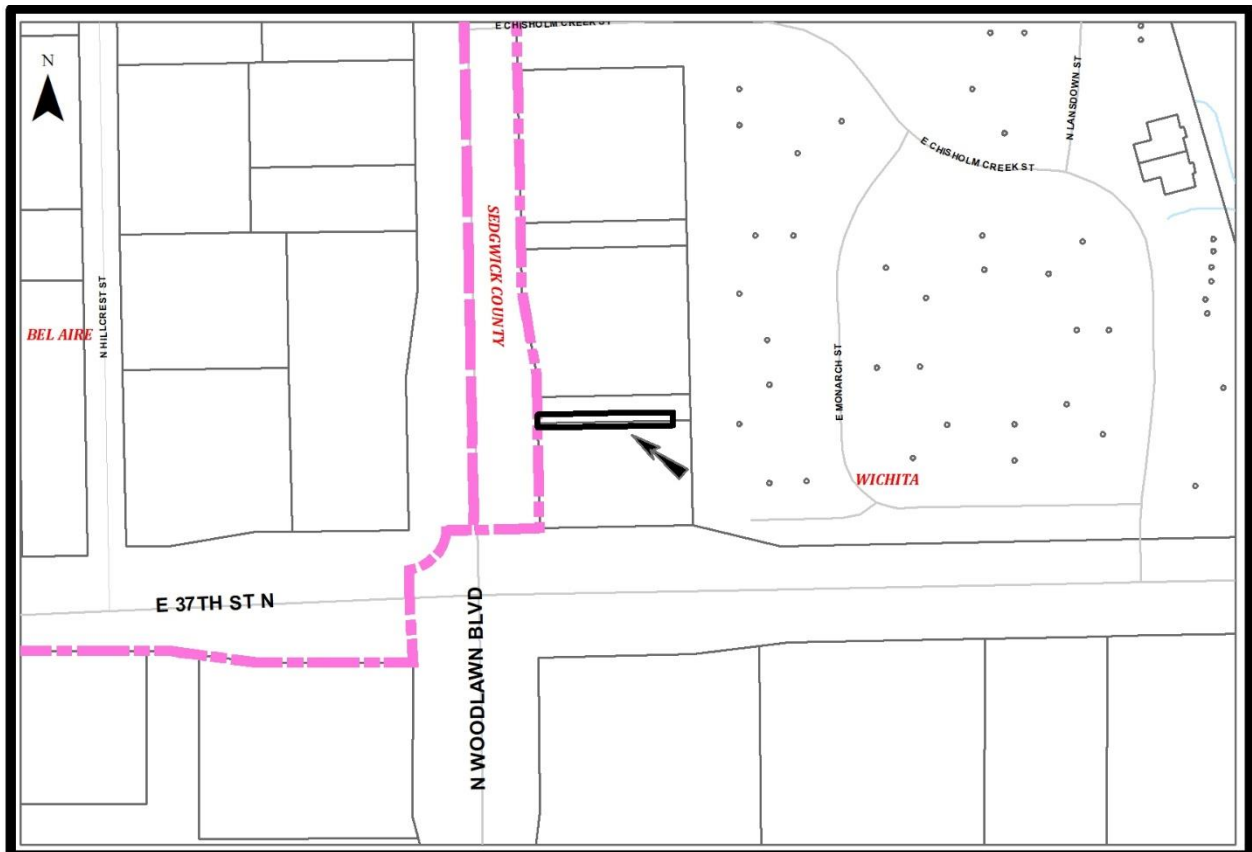 E CHISHOLM CREEK ST
N
N LANSDOWN ST
E CHISHOLM CREEK ST
SEDGWICK COUNTY
BEL AIRE
N HILLCREST ST
E MONARCH ST
WICHITA
E 37TH ST N
N WOODLAWN BLVD